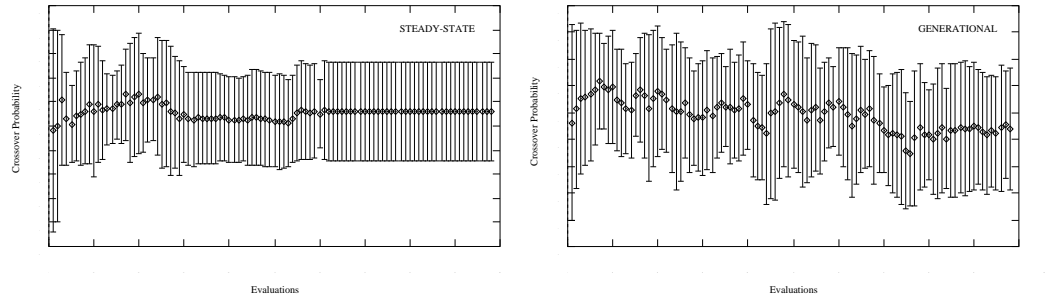 STEADY-STATE
Crossover Probability
Evaluations
GENERATIONAL
Crossover Probability
Evaluations